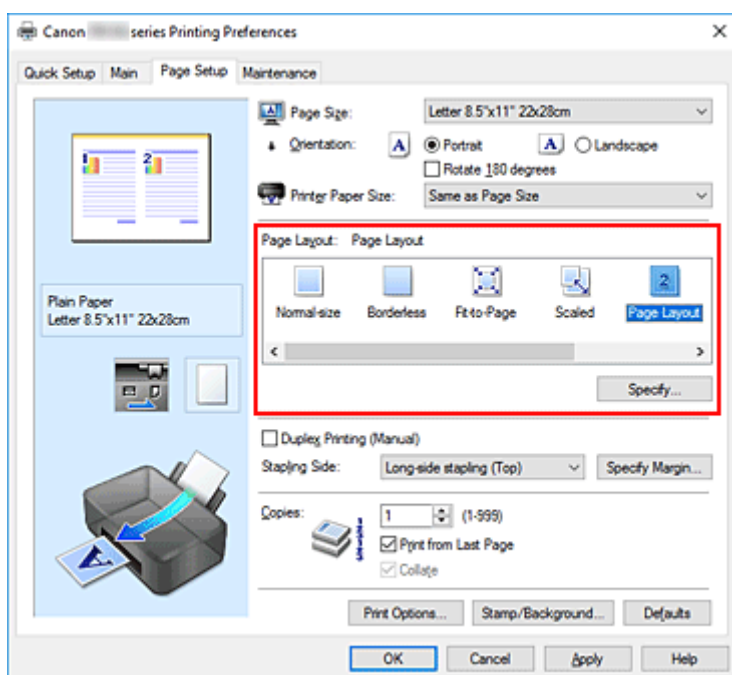 Canon series Printing Preferences
Quick Setup Main Page Setup Maintenance
1 2
Plain Paper
Letter 8.5"x11" 22x28cm
Page Size: Letter 8.5"x11" 22x28cm
Orientation: A Portrait A Landscape
Rotate 180 degrees
Printer Paper Size: Same as Page Size
Page Layout: Page Layout
2
Normal-size Borderless Fit-to-Page Scaled Page Layout
Specify...
Duplex Printing (Manual)
Stapling Side: Long-side stapling (Top) Specify Margin...
Copies: 1 (1-999)
Print from Last Page
Collate
A
Print Options... Stamp/Background... Defaults
OK Cancel Apply Help